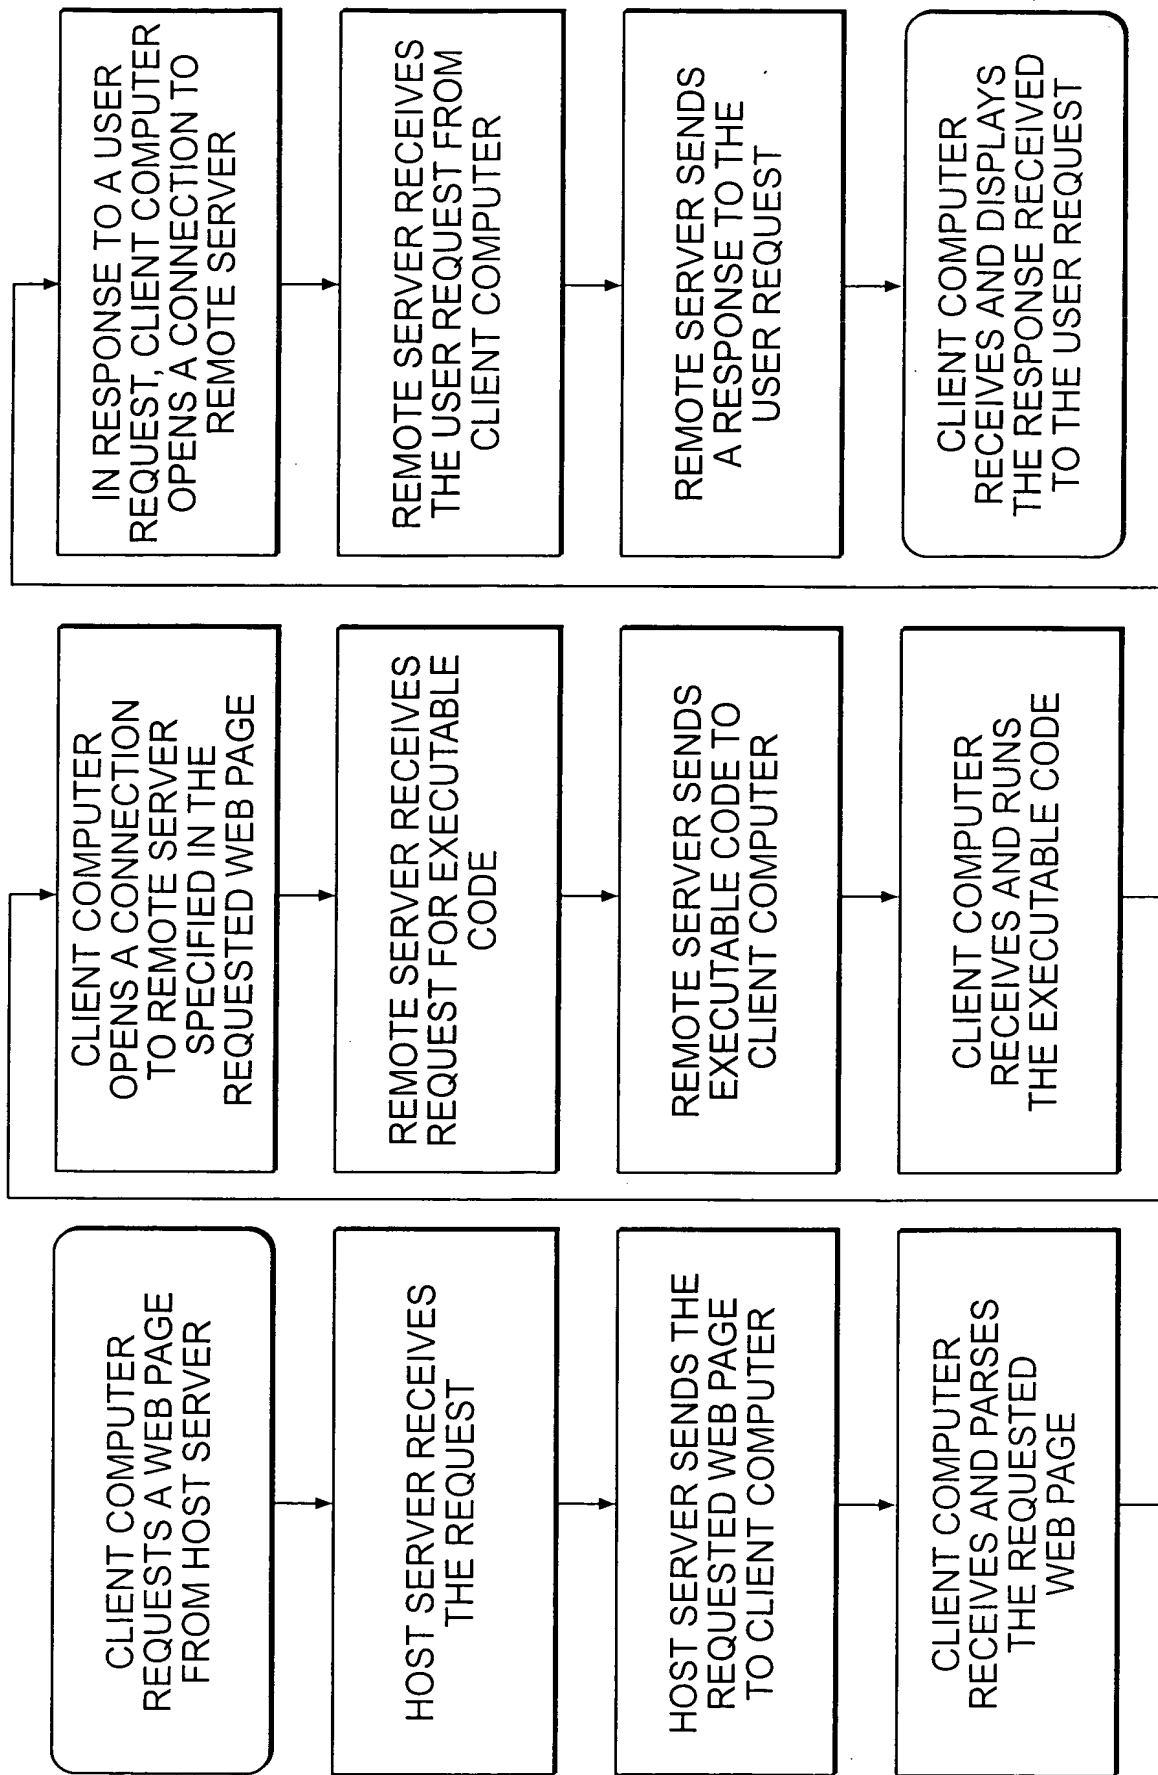 CLIENT COMPUTER
REQUESTS A WEB PAGE
FROM HOST SERVER
HOST SERVER RECEIVES
THE REQUEST
HOST SERVER SENDS THE
REQUESTED WEB PAGE
TO CLIENT COMPUTER
CLIENT COMPUTER
RECEIVES AND PARSES
THE REQUESTED
WEB PAGE
CLIENT COMPUTER
OPENS A CONNECTION
TO REMOTE SERVER
SPECIFIED IN THE
REQUESTED WEB PAGE
REMOTE SERVER RECEIVES
REQUEST FOR EXECUTABLE
CODE
REMOTE SERVER SENDS
EXECUTABLE CODE TO
CLIENT COMPUTER
CLIENT COMPUTER
RECEIVES AND RUNS
THE EXECUTABLE CODE
IN RESPONSE TO A USER
REQUEST, CLIENT COMPUTER
OPENS A CONNECTION TO
REMOTE SERVER
REMOTE SERVER RECEIVES
THE USER REQUEST FROM
CLIENT COMPUTER
REMOTE SERVER SENDS
A RESPONSE TO THE
USER REQUEST
CLIENT COMPUTER
RECEIVES AND DISPLAYS
THE RESPONSE RECEIVED
TO THE USER REQUEST